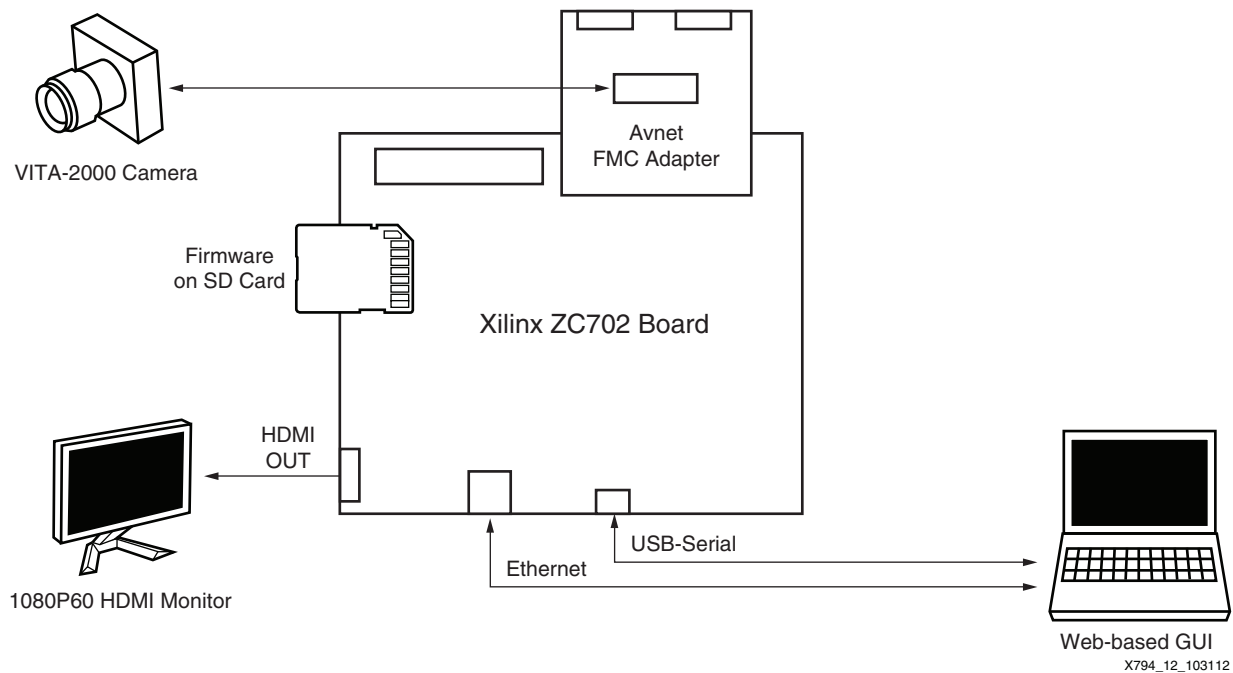 Avnet
FMC Adapter
VITA-2000 Camera
Firmware
on SD Card
Xilinx ZC702 Board
HDMI
OUT
USB-Serial
Ethernet
1080P60 HDMI Monitor
Web-based GUI
X794_12_103112